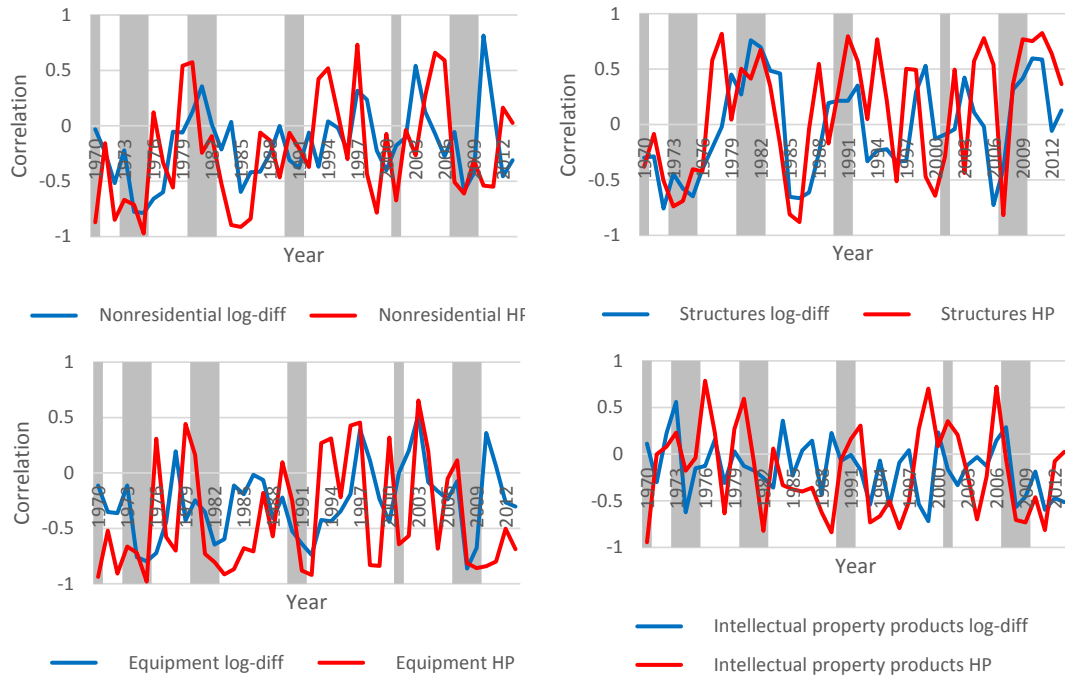 1
0.5
0
-0.5
-1
Correlation
1970 1973 1976 1979 1982 1985 1988 1991 1994 1997 2000 2003 2006 2009 2012
Year
Nonresidential log-diff Nonresidential HP
1
0.5
0
-0.5
-1
Correlation
1970 1973 1976 1979 1982 1985 1988 1991 1994 1997 2000 2003 2006 2009 2012
Year
Structures log-diff Structures HP
1
0.5
0
-0.5
-1
Correlation
1970 1973 1976 1979 1982 1985 1988 1991 1994 1997 2000 2003 2006 2009 2012
Year
Equipment log-diff Equipment HP
1
0.5
0
-0.5
-1
Correlation
1970 1973 1976 1979 1982 1985 1988 1991 1994 1997 2000 2003 2006 2009 2012
Year
Intellectual property products log-diff
Intellectual property products HP